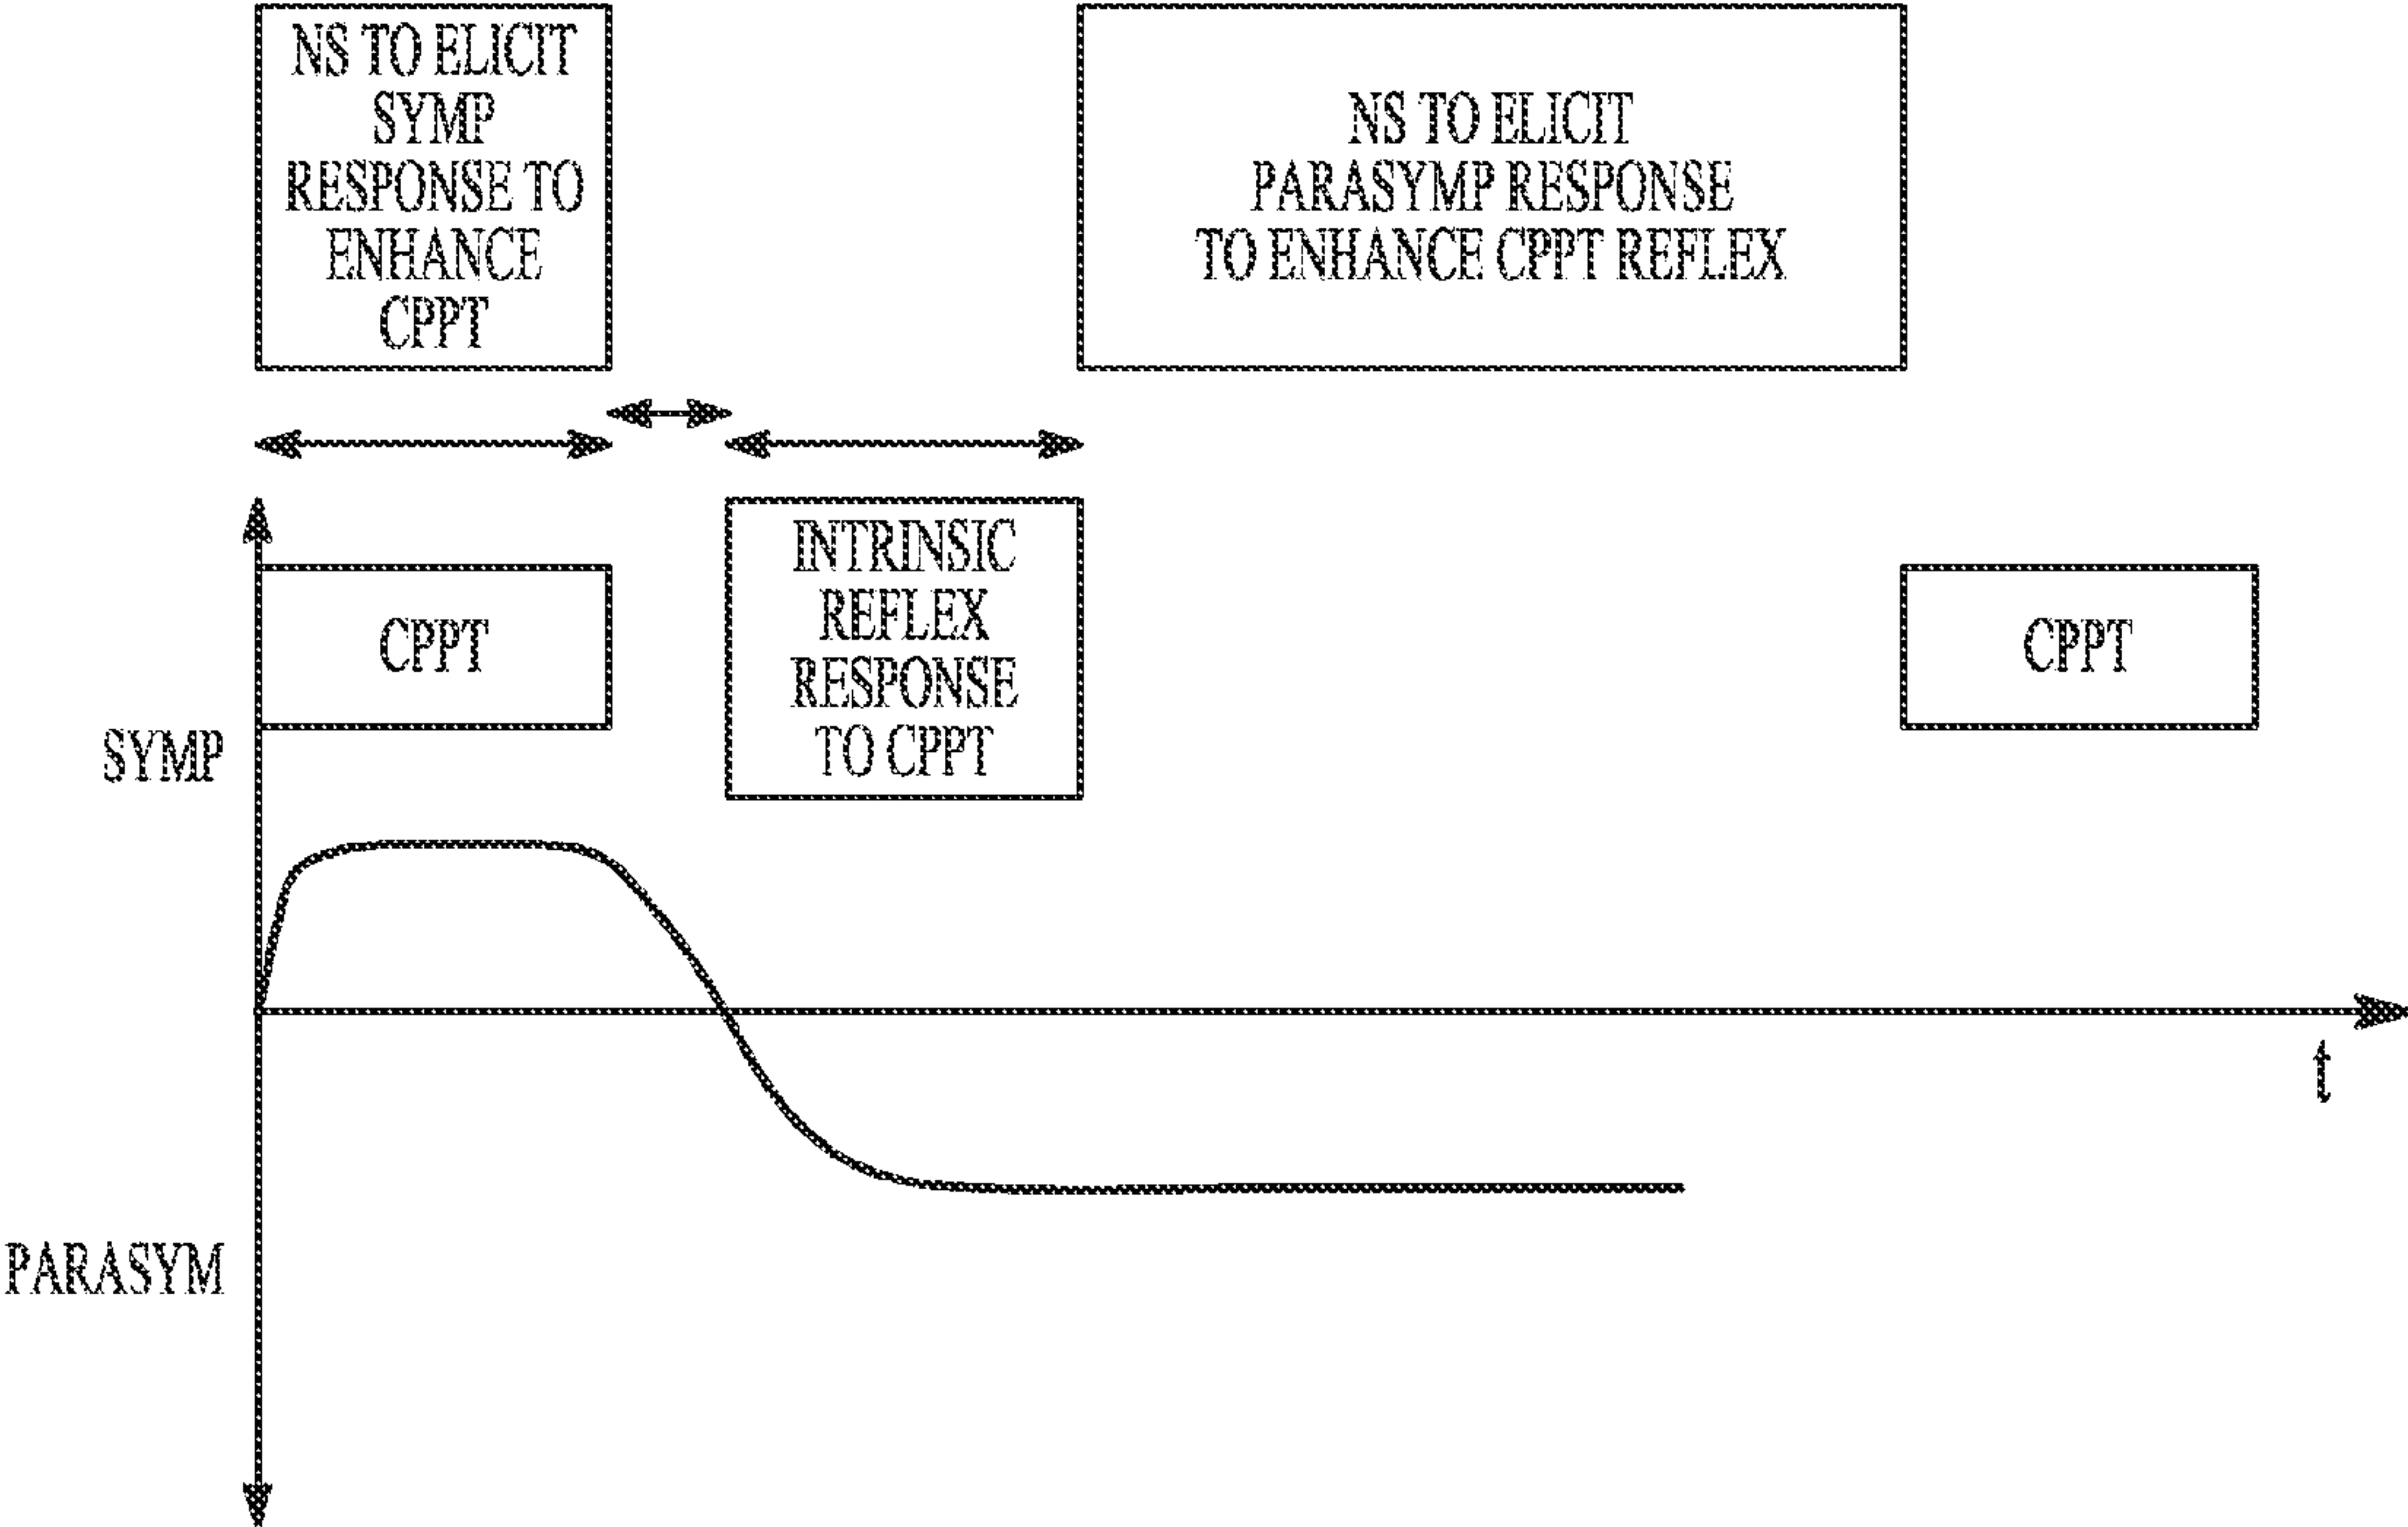 NS TO ELICIT
SYMP
RESPONSE TO
ENHANCE
CPPT
NS TO ELICIT
PARASYMP RESPONSE
TO ENHANCE CPPT REFLEX
CPPT
INTRINSIC
REFLEX
RESPONSE
TO CPPT
CPPT
SYMP
t
PARASYM